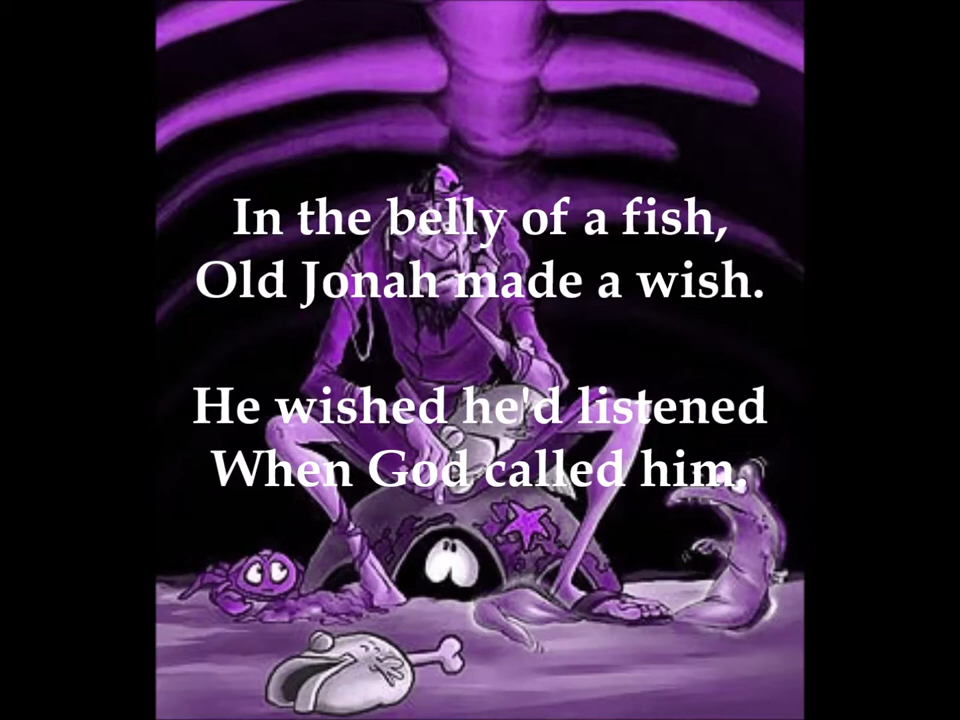 In the belly of a fish,
Old Jonah made a wish.
He wished he'd listened
When God called him.